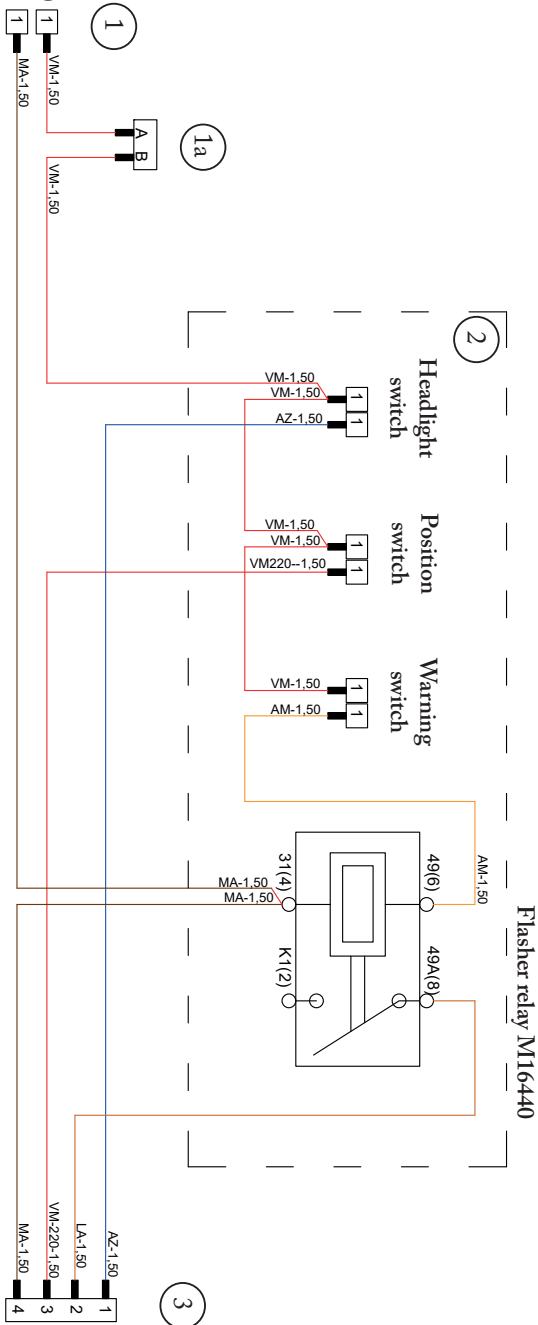 1
1
1
MA-1,50
VM-1,50
A
B
1a
VM-1,50
2
Headlight
switch
VM-1,50
VM-1,50
AZ-1,50
1
1
Position
switch
VM-1,50
VM-1,50
VM220--1,50
1
1
Warning
switch
VM-1,50
AM-1,50
1
1
Flasher relay M16440
AM-1,50
49(6)
49A(8)
31(4)
K1(2)
MA-1,50
MA-1,50
3
AZ-1,50
LA-1,50
VM-220-1,50
MA-1,50
1
2
3
4